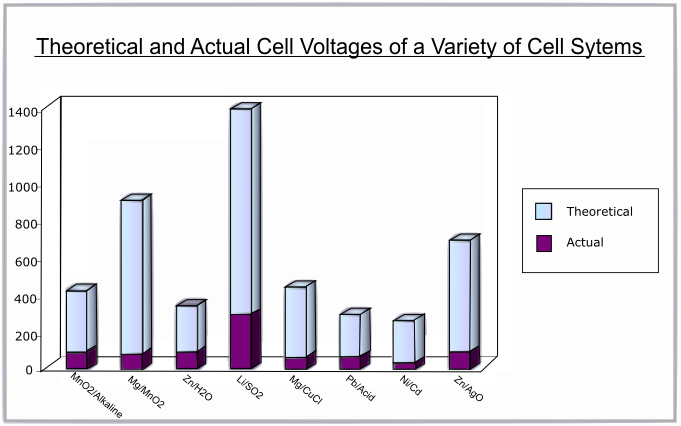 Theoretical and Actual Cell Voltages of a Variety of Cell Sytems
1400
1200
1000
800
600
400
200
0
Theoretical
Actual
MnO2/Alkaline
Mg/MnO2
Zn/H2O
Li/SO2
Mg/CuCl
Pb/Acid
Ni/Cd
Zn/AgO